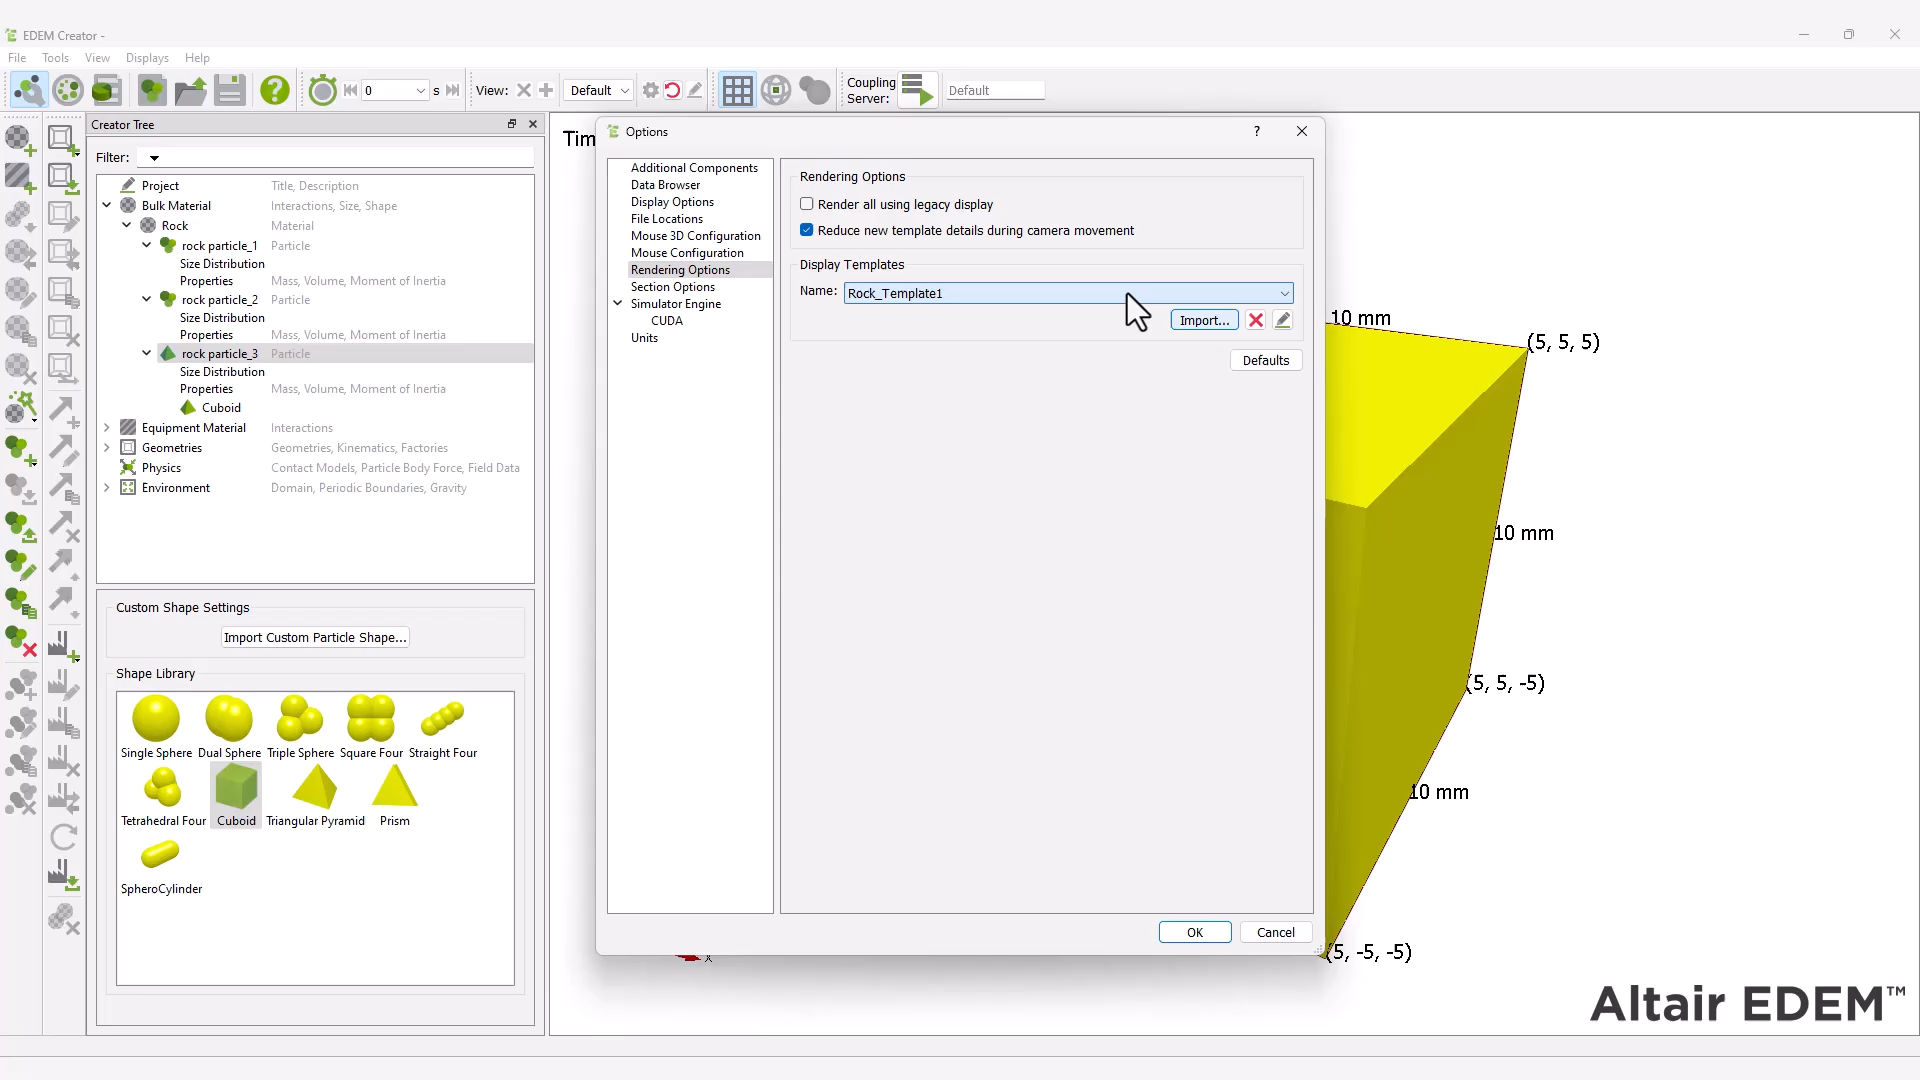 EDEM Creator -
File Tools View Displays Help
0 s View: Default Coupling Server: Default
Creator Tree
Filter:
Project Title, Description
Bulk Material Interactions, Size, Shape
Rock Material
rock particle_1 Particle
Size Distribution
Properties Mass, Volume, Moment of Inertia
rock particle_2 Particle
Size Distribution
Properties Mass, Volume, Moment of Inertia
rock particle_3 Particle
Size Distribution
Properties Mass, Volume, Moment of Inertia
Cuboid
Equipment Material Interactions
Geometries Geometries, Kinematics, Factories
Physics Contact Models, Particle Body Force, Field Data
Environment Domain, Periodic Boundaries, Gravity
Custom Shape Settings
Import Custom Particle Shape...
Shape Library
Single Sphere Dual Sphere Triple Sphere Square Four Straight Four
Tetrahedral Four Cuboid Triangular Pyramid Prism
SpheroCylinder
Tim
Options
?
Additional Components
Data Browser
Display Options
File Locations
Mouse 3D Configuration
Mouse Configuration
Rendering Options
Section Options
Simulator Engine
CUDA
Units
Rendering Options
Render all using legacy display
Reduce new template details during camera movement
Display Templates
Name: Rock_Template1
Import...
Defaults
OK Cancel
10 mm
(5, 5, 5)
10 mm
(5, 5, -5)
10 mm
(5, -5, -5)
X
Altair EDEM™